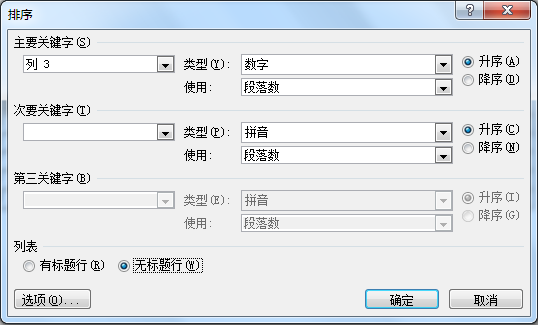 排序
主要关键字(S)
列 3 类型(Y): 数字 升序(A)
使用: 段落数 降序(D)
次要关键字(T)
类型(P): 拼音 升序(C)
使用: 段落数 降序(N)
第三关键字(B)
类型(E): 拼音 升序(I)
使用: 段落数 降序(G)
列表
有标题行(R) 无标题行(W)
选项(O)... 确定 取消